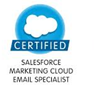 CERTIFIED
SALESFORCE
MARKETING CLOUD
EMAIL SPECIALIST